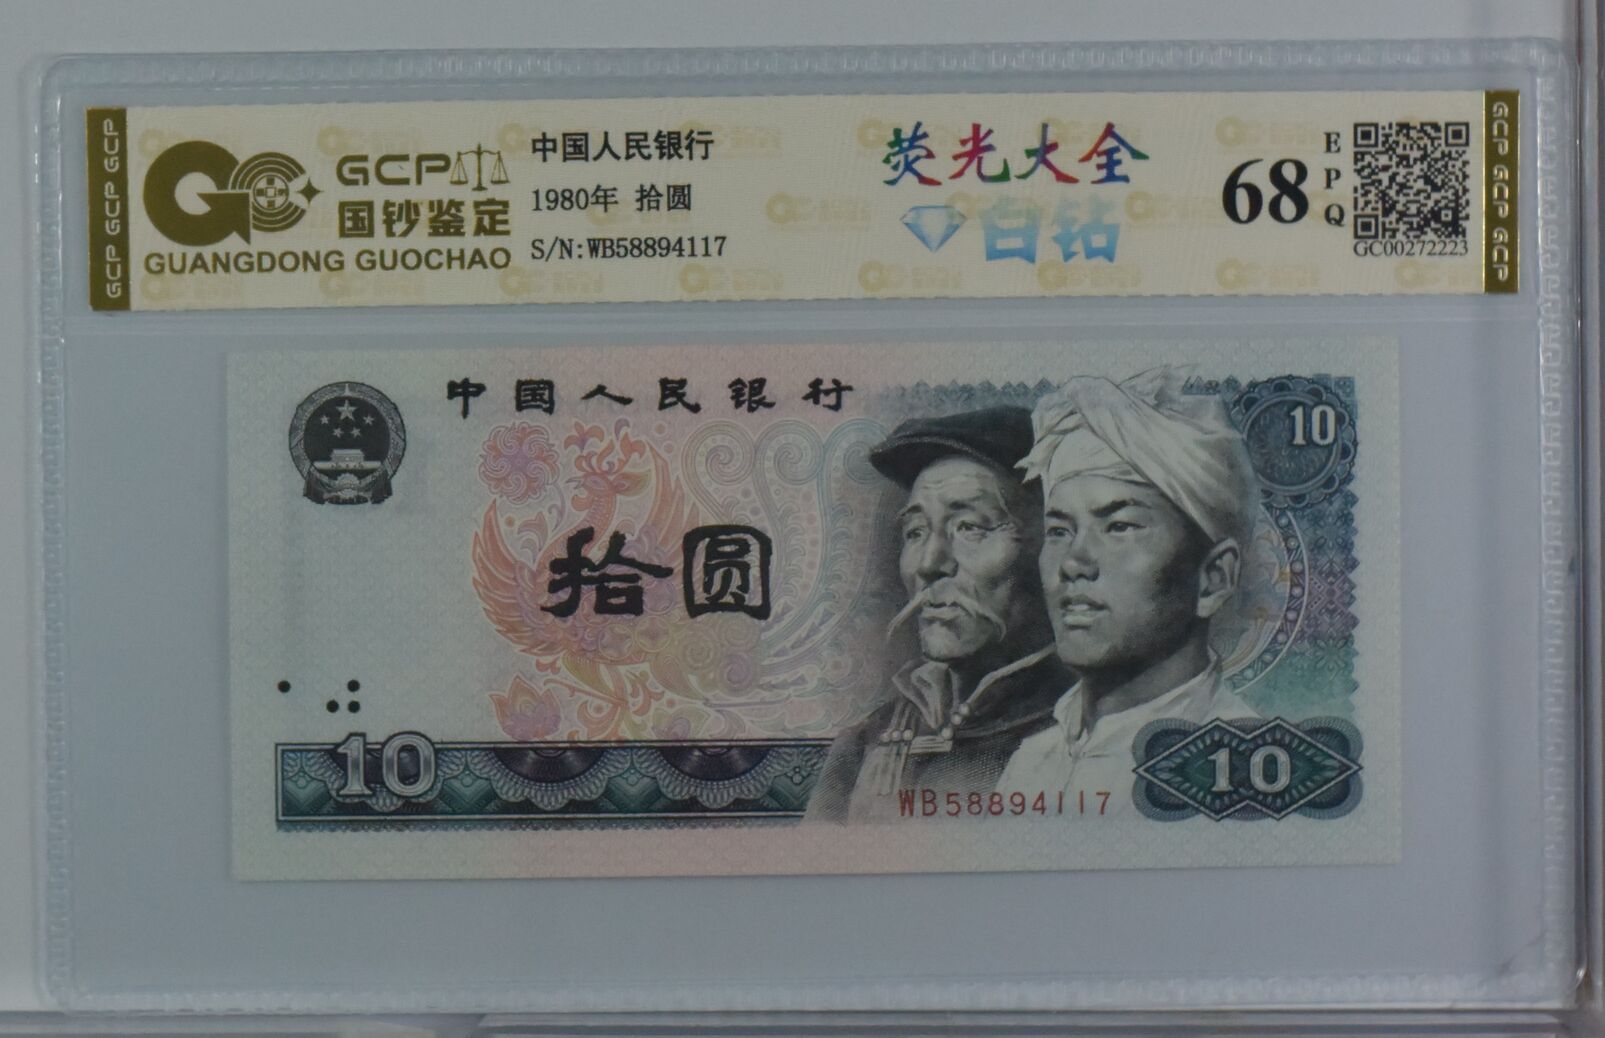 GCP GCP GCP
GCP
国钞鉴定
GUANGDONG GUOCHAO
中国人民银行
1980年 拾圆
S/N:WB58894117
荧光大全
白钻
68
EPQ
GC00272223
GCP GCP GCP
中国人民银行
10
拾圆
10
WB58894117
10